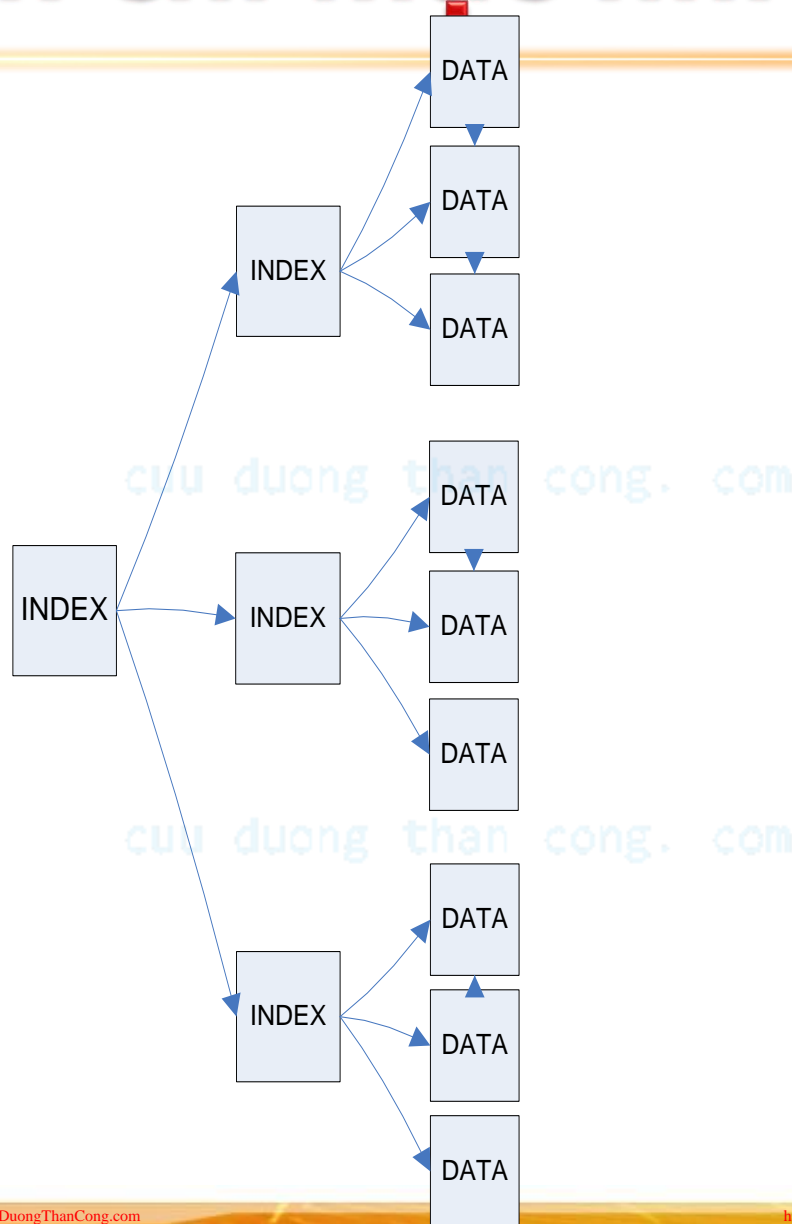 DATA
DATA
INDEX
DATA
cuu duong than cong. com
DATA
INDEX
INDEX
DATA
DATA
cuu duong than cong. com
DATA
INDEX
DATA
DATA
DuongThanCong.com